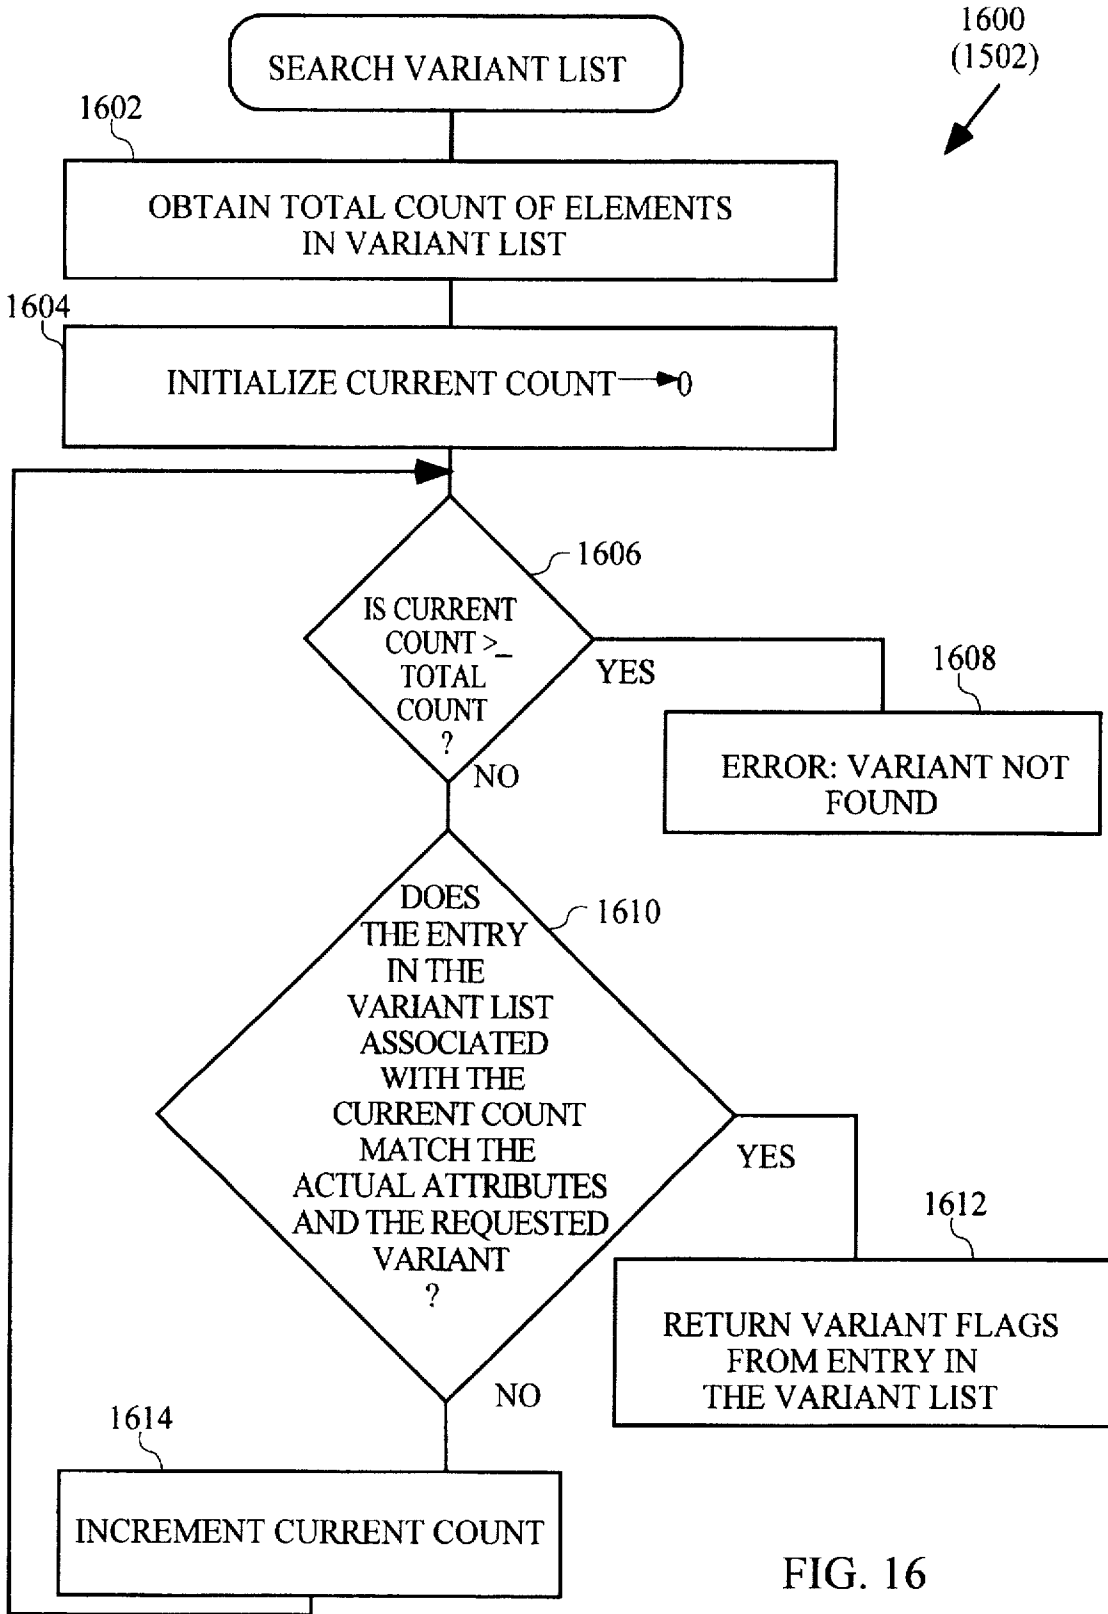 1600
(1502)
SEARCH VARIANT LIST
1602
OBTAIN TOTAL COUNT OF ELEMENTS
IN VARIANT LIST
1604
INITIALIZE CURRENT COUNT→0
1606
IS CURRENT
COUNT >_
TOTAL
COUNT
?
YES
1608
ERROR: VARIANT NOT
FOUND
NO
1610
DOES
THE ENTRY
IN THE
VARIANT LIST
ASSOCIATED
WITH THE
CURRENT COUNT
MATCH THE
ACTUAL ATTRIBUTES
AND THE REQUESTED
VARIANT
?
YES
1612
RETURN VARIANT FLAGS
FROM ENTRY IN
THE VARIANT LIST
NO
1614
INCREMENT CURRENT COUNT
FIG. 16